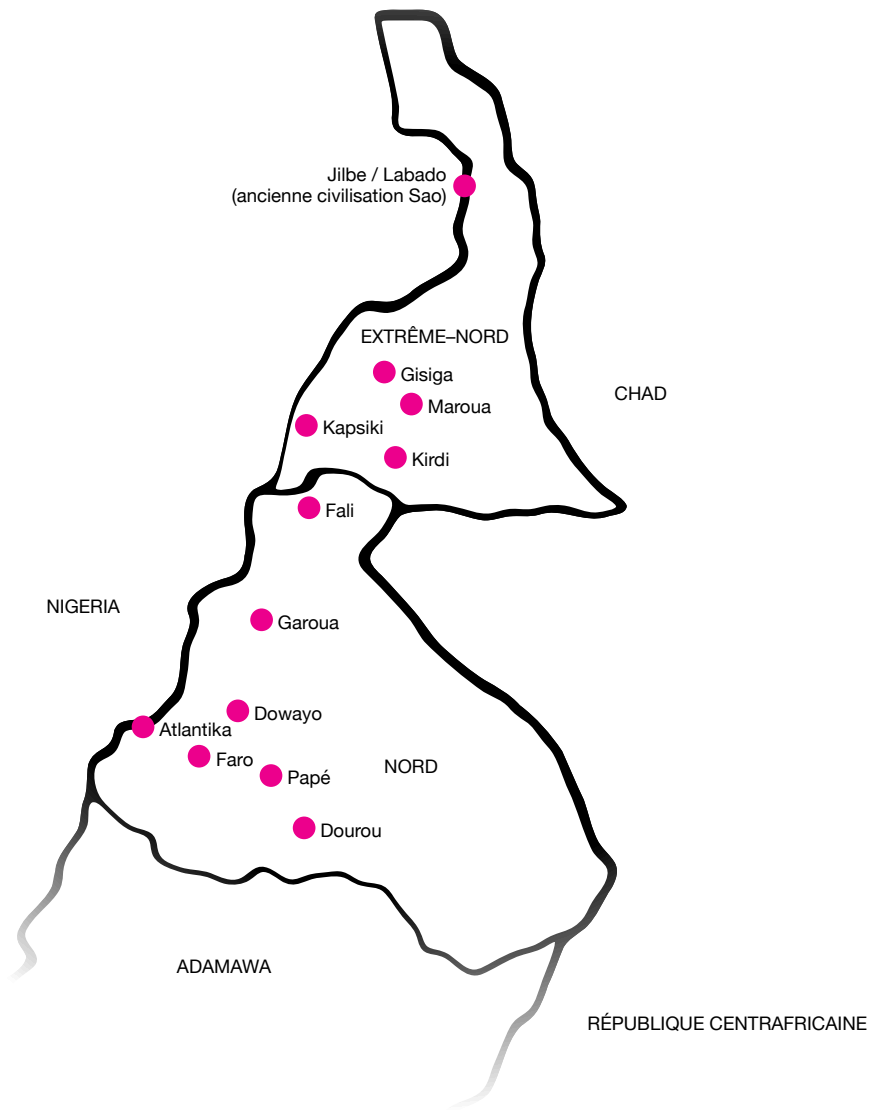 Jilbe / Labado
(ancienne civilisation Sao)
EXTRÊME–NORD
Gisiga
CHAD
Maroua
Kapsiki
Kirdi
Fali
NIGERIA
Garoua
Dowayo
Atlantika
Faro
NORD
Papé
Dourou
ADAMAWA
RÉPUBLIQUE CENTRAFRICAINE